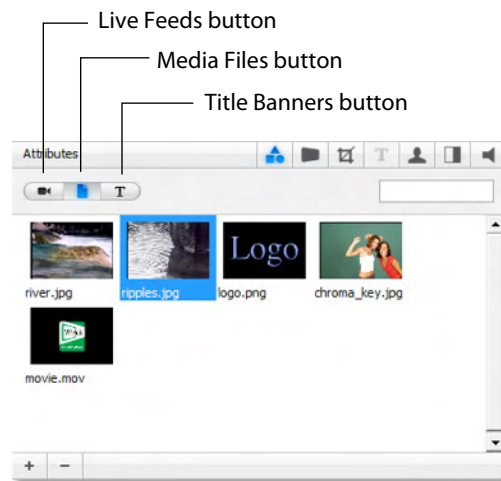 Live Feeds button
Media Files button
Title Banners button
Attributes
T
T
Logo
river.jpg
ripples.jpg
logo.png
chroma_key.jpg
movie.mov
+ -